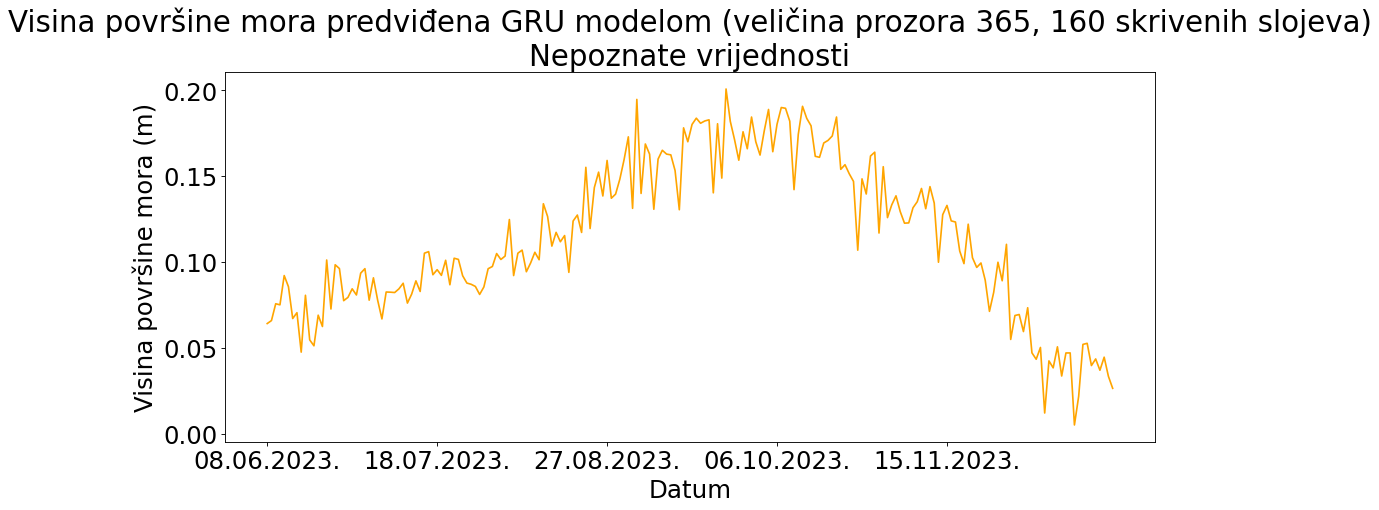 Visina površine mora predviđena GRU modelom (veličina prozora 365, 160 skrivenih slojeva)
Nepoznate vrijednosti
Visina površine mora (m)
0.20
0.15
0.10
0.05
0.00
08.06.2023. 18.07.2023. 27.08.2023. 06.10.2023. 15.11.2023.
Datum